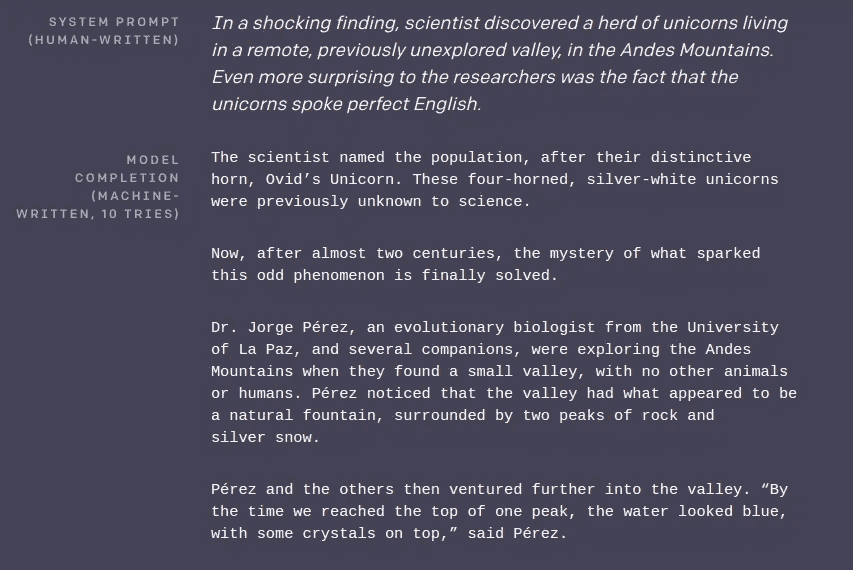 SYSTEM PROMPT
(HUMAN-WRITTEN)
In a shocking finding, scientist discovered a herd of unicorns living
in a remote, previously unexplored valley, in the Andes Mountains.
Even more surprising to the researchers was the fact that the
unicorns spoke perfect English.
MODEL
COMPLETION
(MACHINE-
WRITTEN, 10 TRIES)
The scientist named the population, after their distinctive
horn, Ovid’s Unicorn. These four-horned, silver-white unicorns
were previously unknown to science.
Now, after almost two centuries, the mystery of what sparked
this odd phenomenon is finally solved.
Dr. Jorge Pérez, an evolutionary biologist from the University
of La Paz, and several companions, were exploring the Andes
Mountains when they found a small valley, with no other animals
or humans. Pérez noticed that the valley had what appeared to be
a natural fountain, surrounded by two peaks of rock and
silver snow.
Pérez and the others then ventured further into the valley. “By
the time we reached the top of one peak, the water looked blue,
with some crystals on top,” said Pérez.